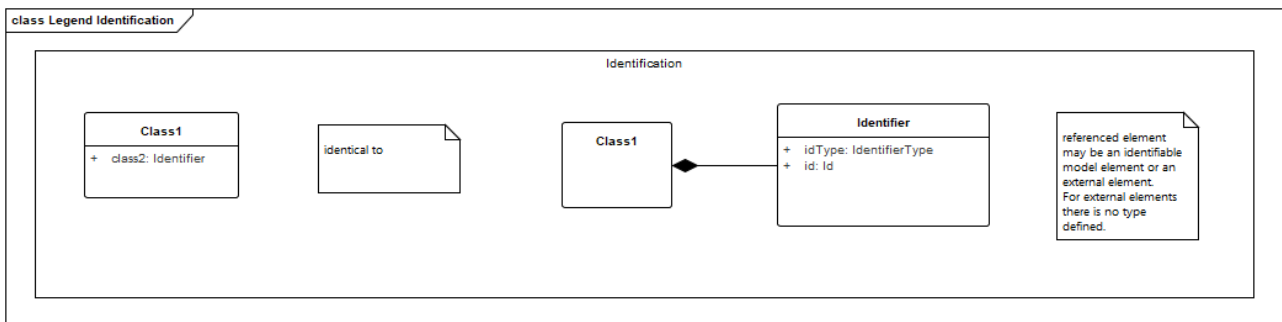 class Legend Identification
Identification
Class1
+ class2: Identifier
identical to
Class1
Identifier
+ idType: IdentifierType
+ id: Id
referenced element
may be an identifiable
model element or an
external element.
For external elements
there is no type
defined.